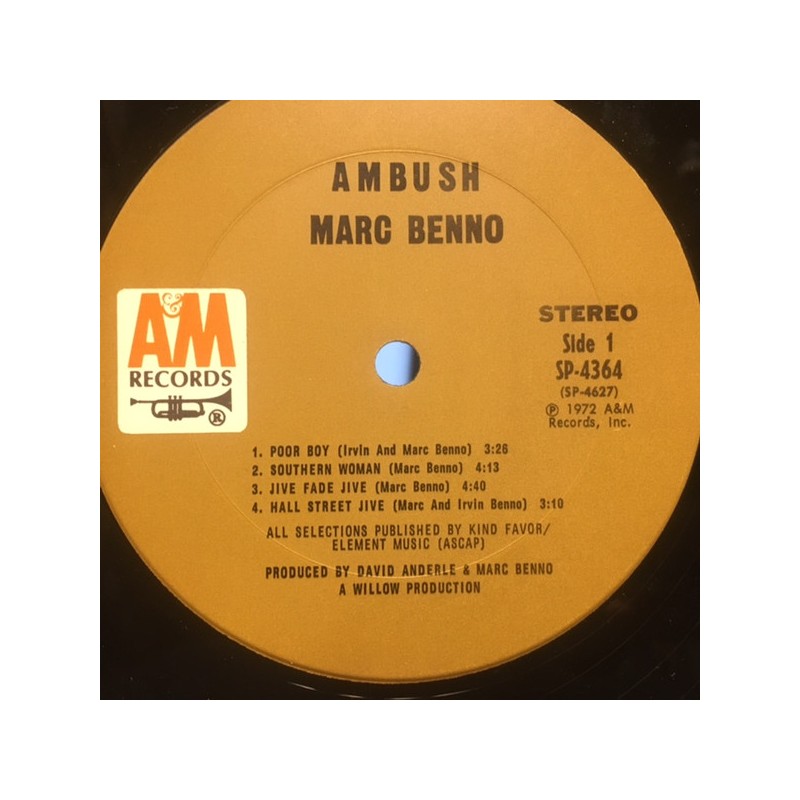 AMBUSH
MARC BENNO
A&M
RECORDS
®
STEREO
Side 1
SP-4364
(SP-4627)
℗ 1972 A&M
Records, Inc.
1. POOR BOY (Irvin And Marc Benno) 3:26
2. SOUTHERN WOMAN (Marc Benno) 4:13
3. JIVE FADE JIVE (Marc Benno) 4:40
4. HALL STREET JIVE (Marc And Irvin Benno) 3:10
ALL SELECTIONS PUBLISHED BY KIND FAVOR/
ELEMENT MUSIC (ASCAP)
PRODUCED BY DAVID ANDERLE & MARC BENNO
A WILLOW PRODUCTION